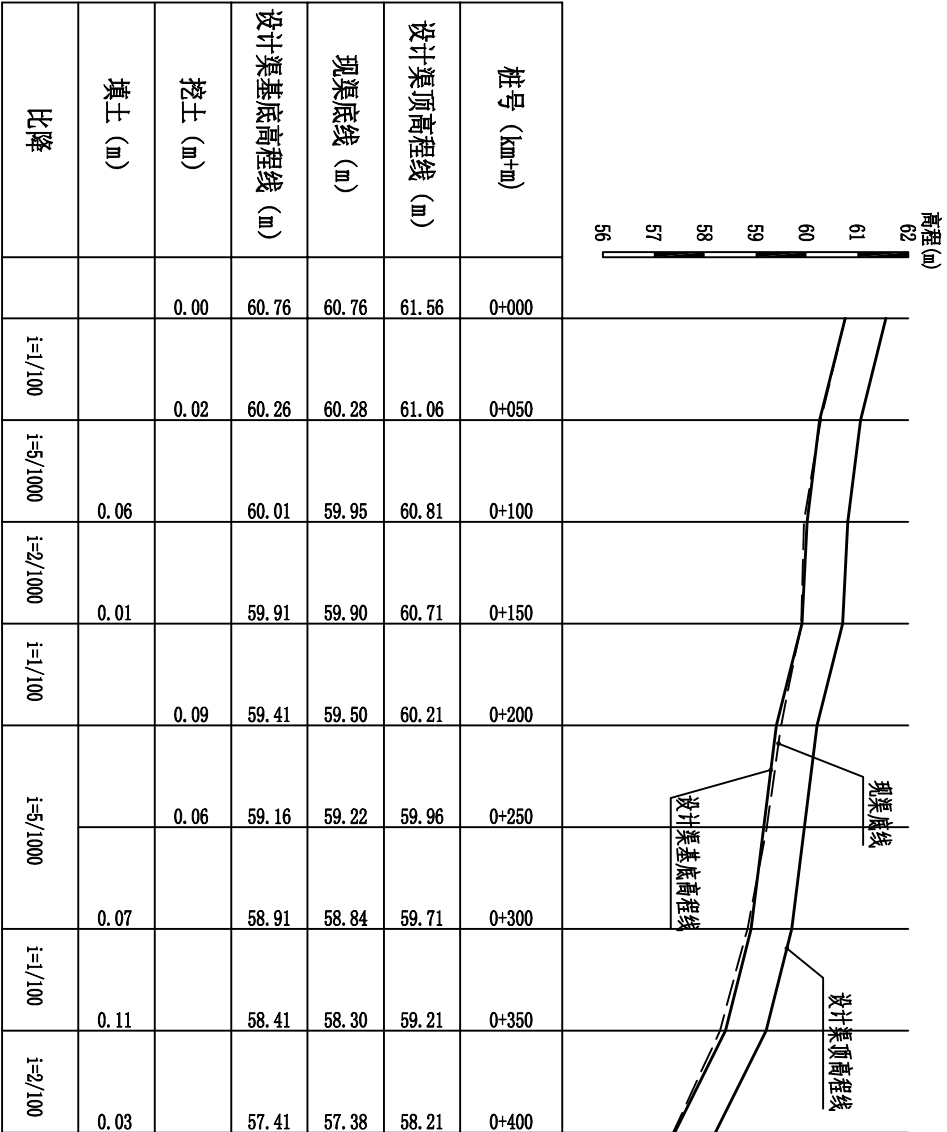 高程(m)
62
61
60
59
58
57
56
现渠底线
设计渠基底高程线
设计渠顶高程线
桩号 (km+m) 0+000 0+050 0+100 0+150 0+200 0+250 0+300 0+350 0+400
设计渠顶高程线 (m) 61.56 61.06 60.81 60.71 60.21 59.96 59.71 59.21 58.21
现渠底线 (m) 60.76 60.28 59.95 59.90 59.50 59.22 58.84 58.30 57.38
设计渠基底高程线 (m) 60.76 60.26 60.01 59.91 59.41 59.16 58.91 58.41 57.41
挖土 (m) 0.00 0.02 0.09 0.06
填土 (m) 0.06 0.01 0.07 0.11 0.03
比降 i=1/100 i=5/1000 i=2/1000 i=1/100 i=5/1000 i=1/100 i=2/100